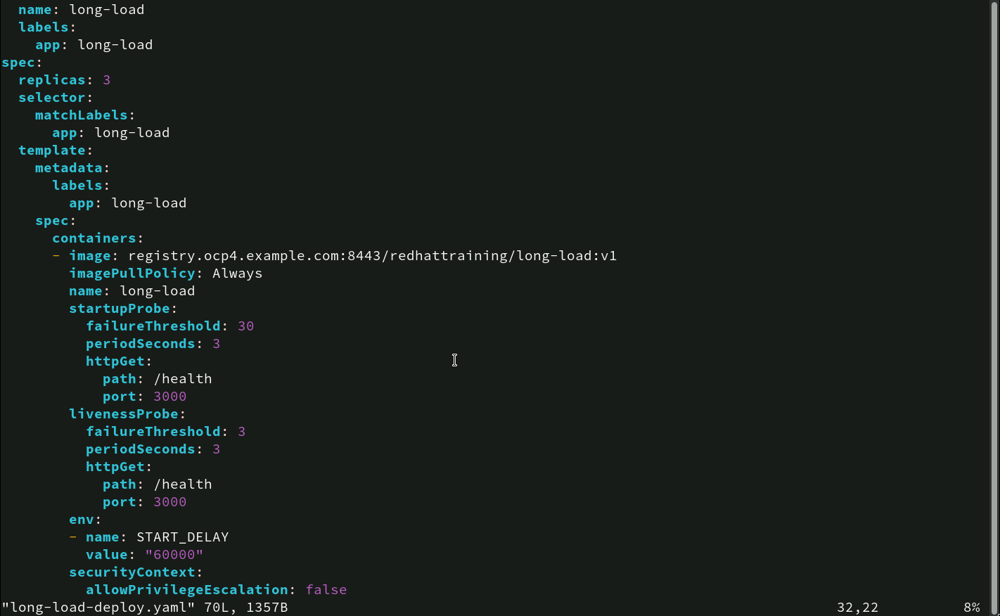 name: long-load
  labels:
    app: long-load
spec:
  replicas: 3
  selector:
    matchLabels:
      app: long-load
  template:
    metadata:
      labels:
        app: long-load
    spec:
      containers:
      - image: registry.ocp4.example.com:8443/redhattraining/long-load:v1
        imagePullPolicy: Always
        name: long-load
        startupProbe:
          failureThreshold: 30
          periodSeconds: 3
          httpGet:
            path: /health
            port: 3000
        livenessProbe:
          failureThreshold: 3
          periodSeconds: 3
          httpGet:
            path: /health
            port: 3000
        env:
        - name: START_DELAY
          value: "60000"
        securityContext:
          allowPrivilegeEscalation: false
"long-load-deploy.yaml" 70L, 1357B 32,22 8%